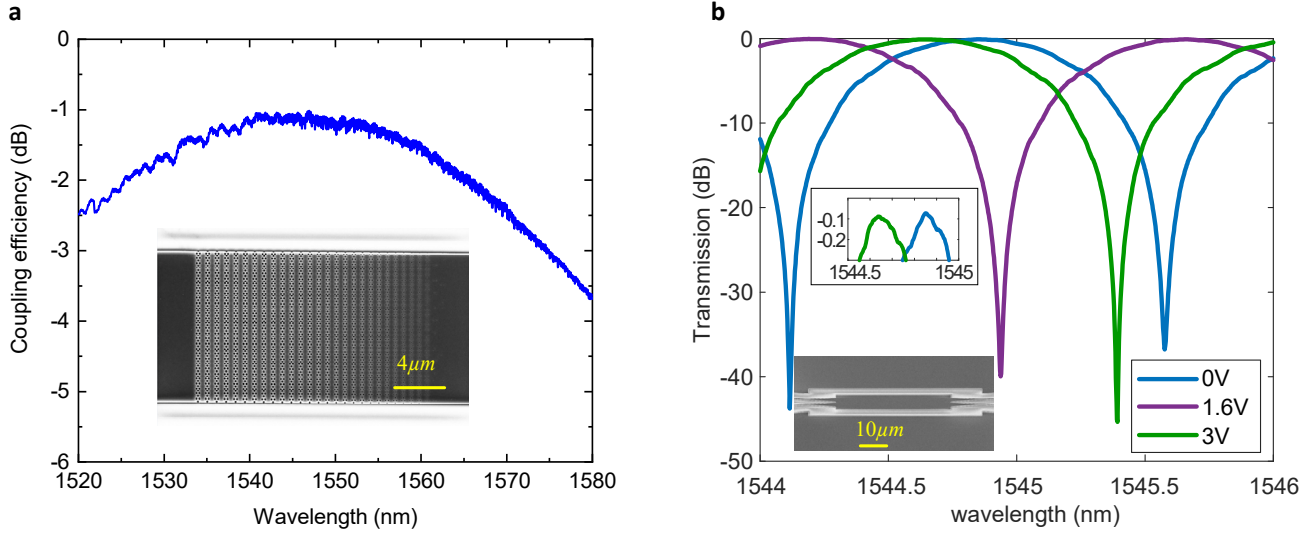 a
Coupling efficiency (dB)
0
-1
-2
-3
-4
-5
-6
4μm
1520
1530
1540
1550
1560
1570
1580
Wavelength (nm)
b
Transmission (dB)
0
-10
-20
-30
-40
-50
-0.1
-0.2
1544.5
1545
10μm
0V
1.6V
3V
1544
1544.5
1545
1545.5
1546
wavelength (nm)